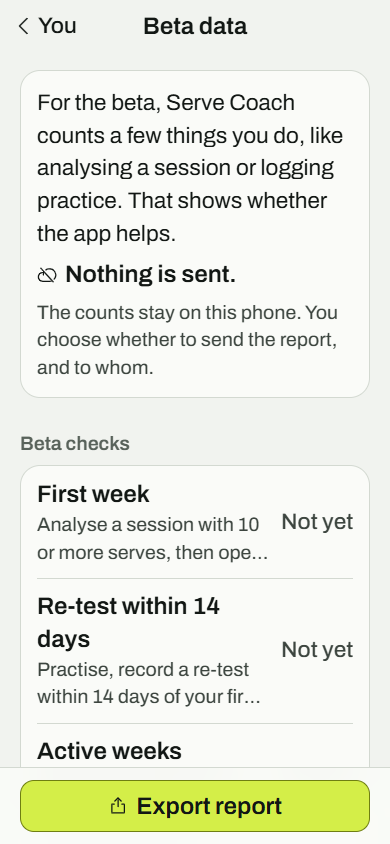 You
Beta data
For the beta, Serve Coach
counts a few things you do, like
analysing a session or logging
practice. That shows whether
the app helps.
Nothing is sent.
The counts stay on this phone. You
choose whether to send the report,
and to whom.
Beta checks
First week
Analyse a session with 10
or more serves, then ope...
Not yet
Re-test within 14
days
Practise, record a re-test
within 14 days of your fir...
Not yet
Active weeks
Export report